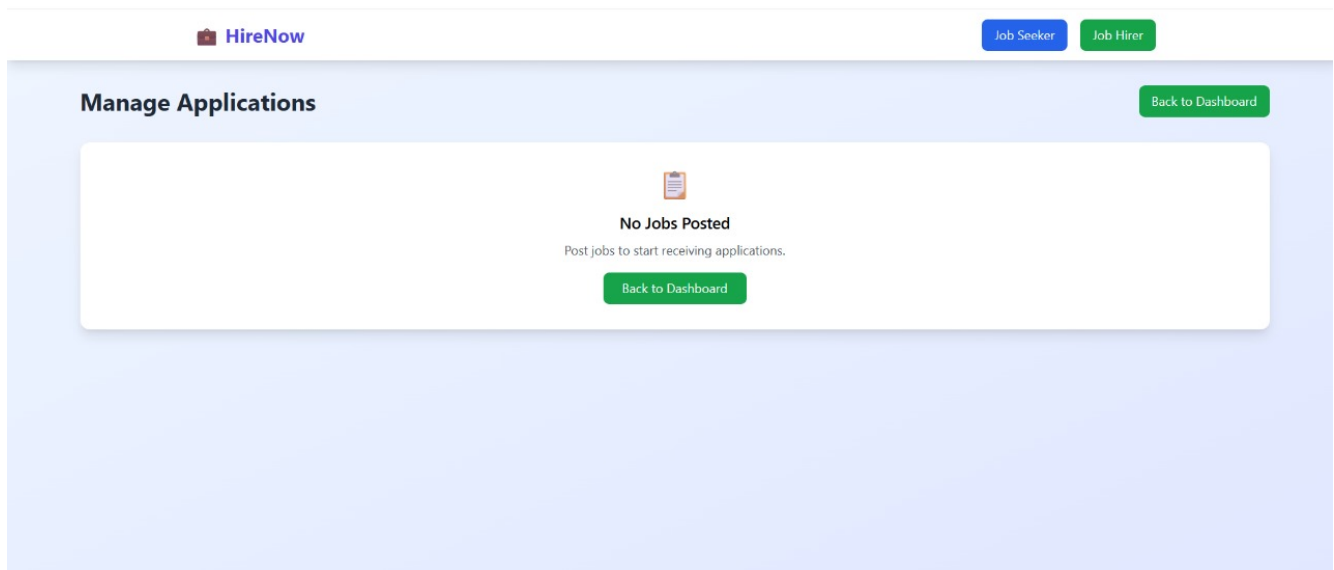 HireNow
Job Seeker
Job Hirer
Manage Applications
Back to Dashboard
No Jobs Posted
Post jobs to start receiving applications.
Back to Dashboard